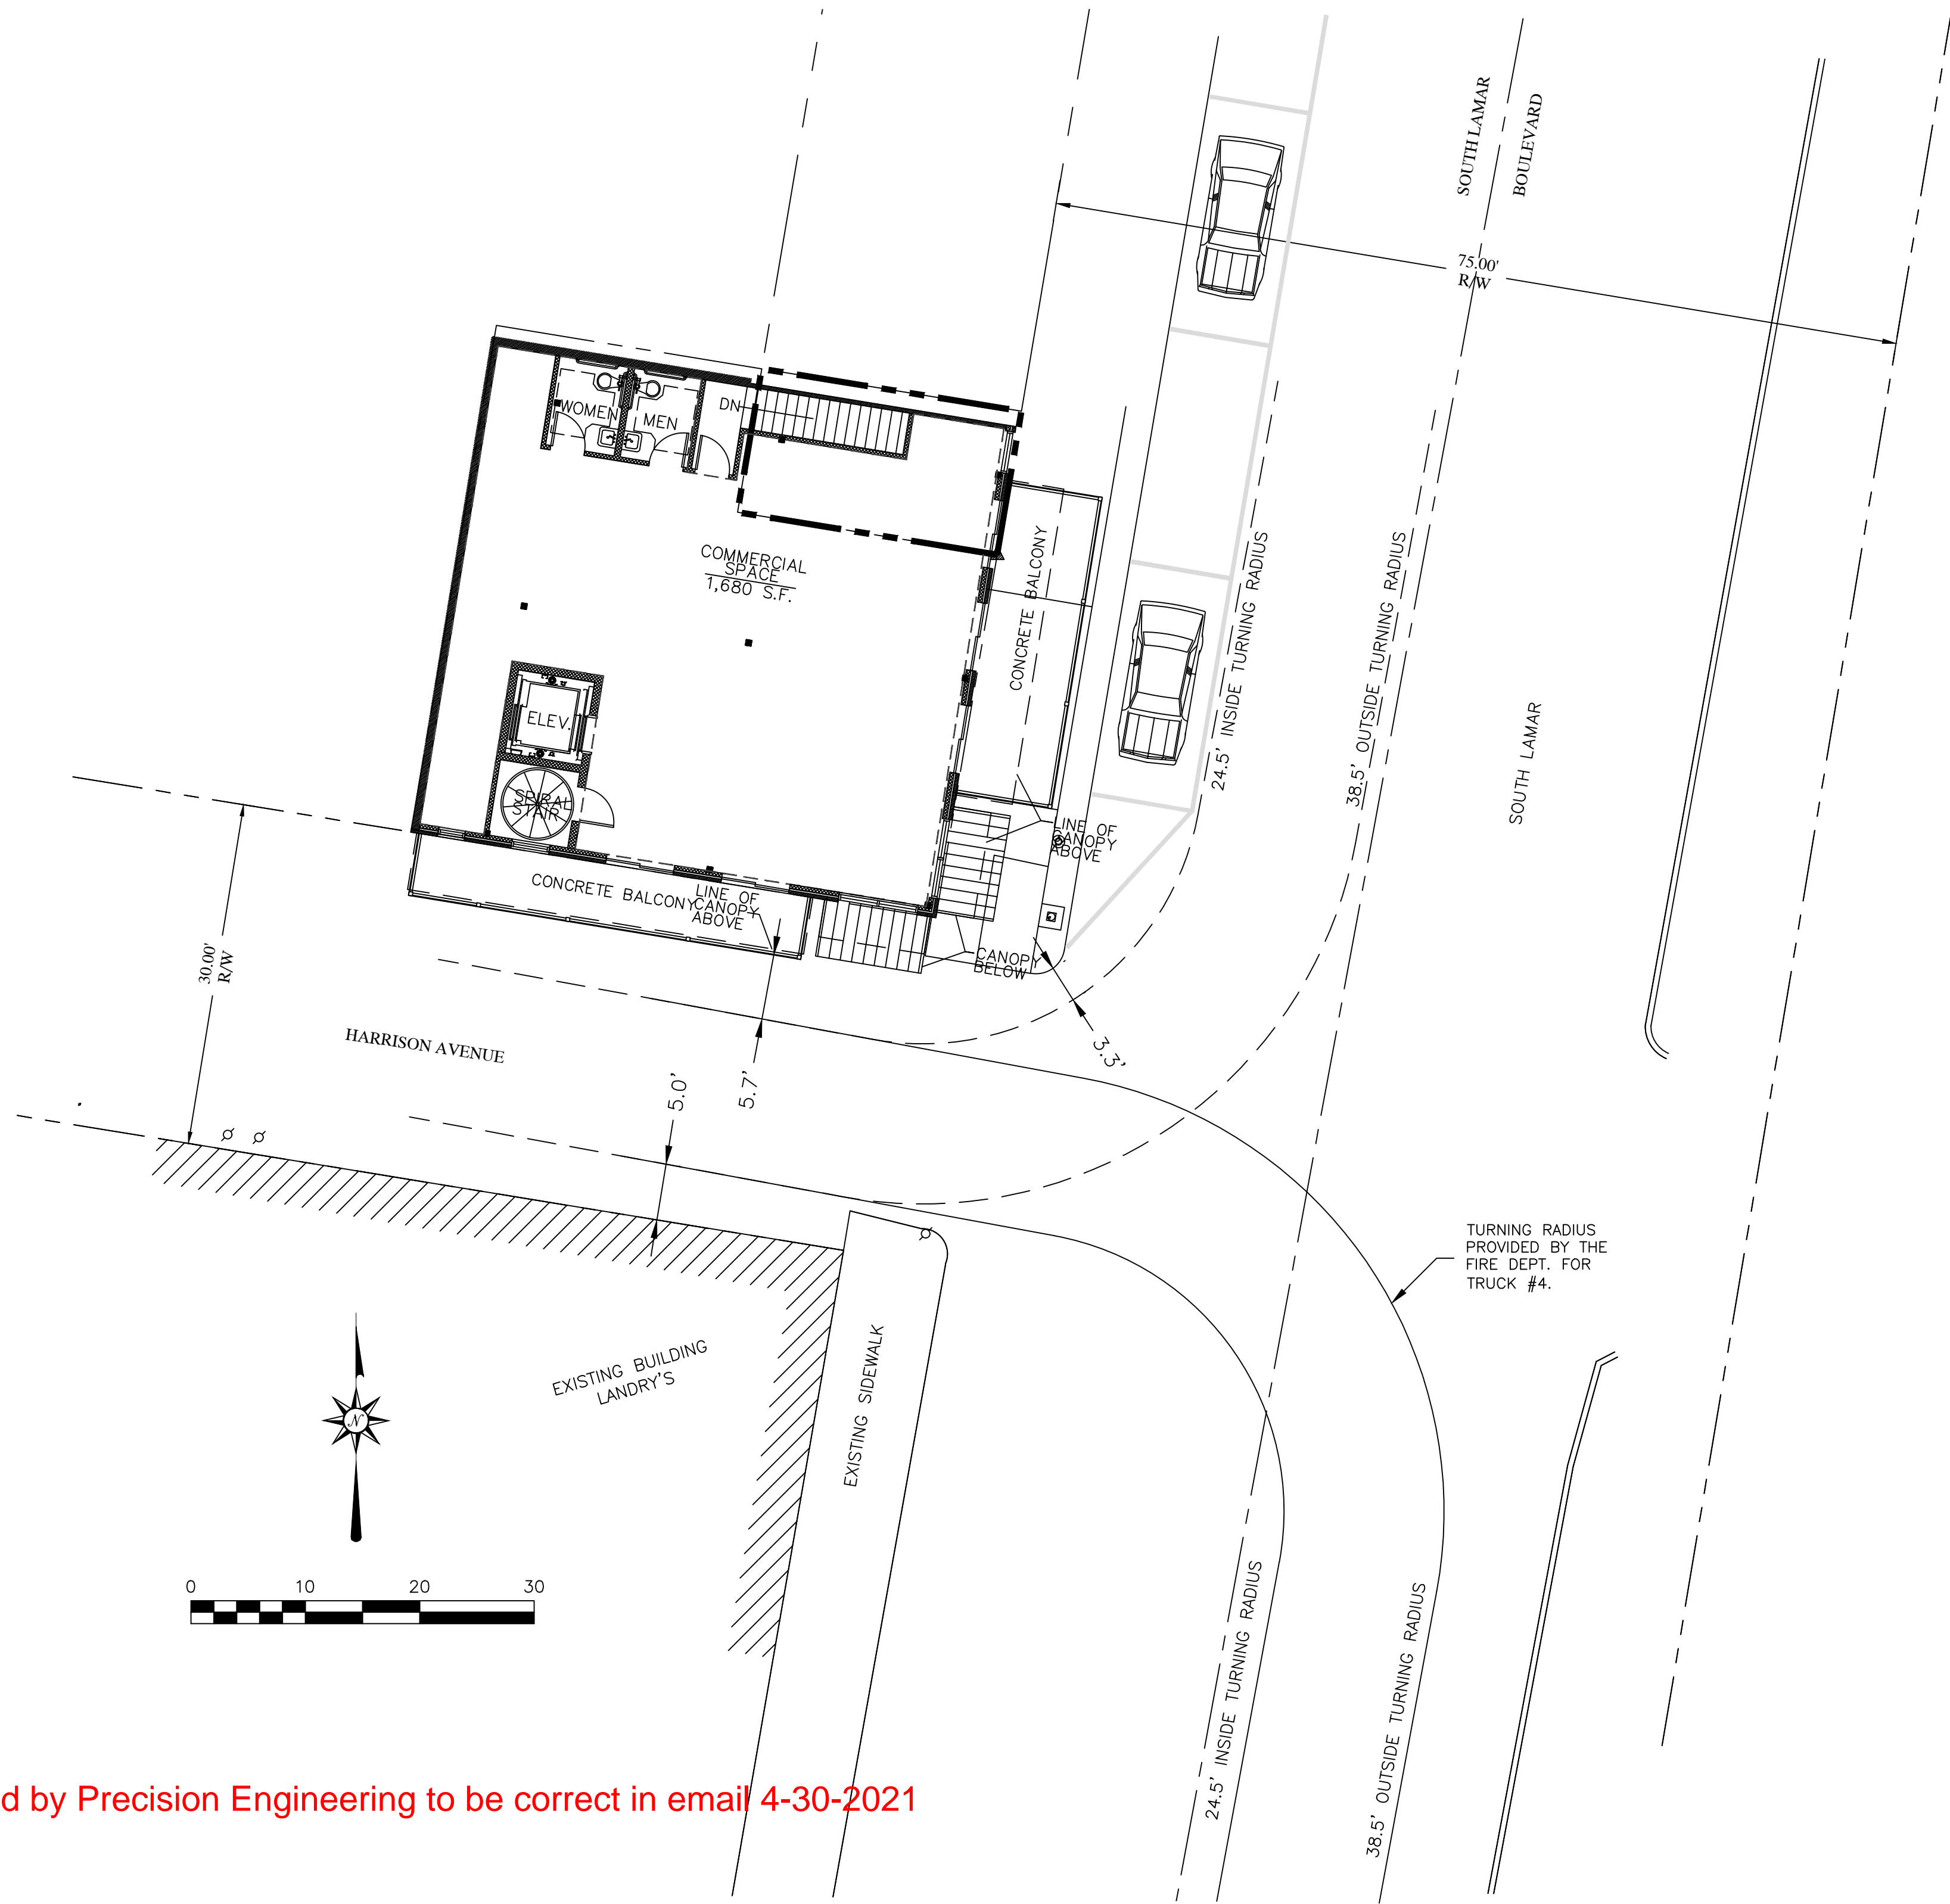 SOUTH LAMAR
BOULEVARD
75.00'
R/W
WOMEN
MEN
DN
COMMERCIAL
SPACE
1,680 S.F.
CONCRETE BALCONY
24.5' INSIDE TURNING RADIUS
38.5' OUTSIDE TURNING RADIUS
SOUTH LAMAR
ELEV.
SPIRAL
STAIR
LINE OF
CANOPY
ABOVE
CONCRETE BALCONY
LINE OF
CANOPY
ABOVE
CANOPY
BELOW
30.00'
R/W
HARRISON AVENUE
3.3'
5.7'
5.0'
TURNING RADIUS
PROVIDED BY THE
FIRE DEPT. FOR
TRUCK #4.
EXISTING BUILDING
LANDRY'S
EXISTING SIDEWALK
N
0 10 20 30
24.5' INSIDE TURNING RADIUS
38.5' OUTSIDE TURNING RADIUS
d by Precision Engineering to be correct in email 4-30-2021